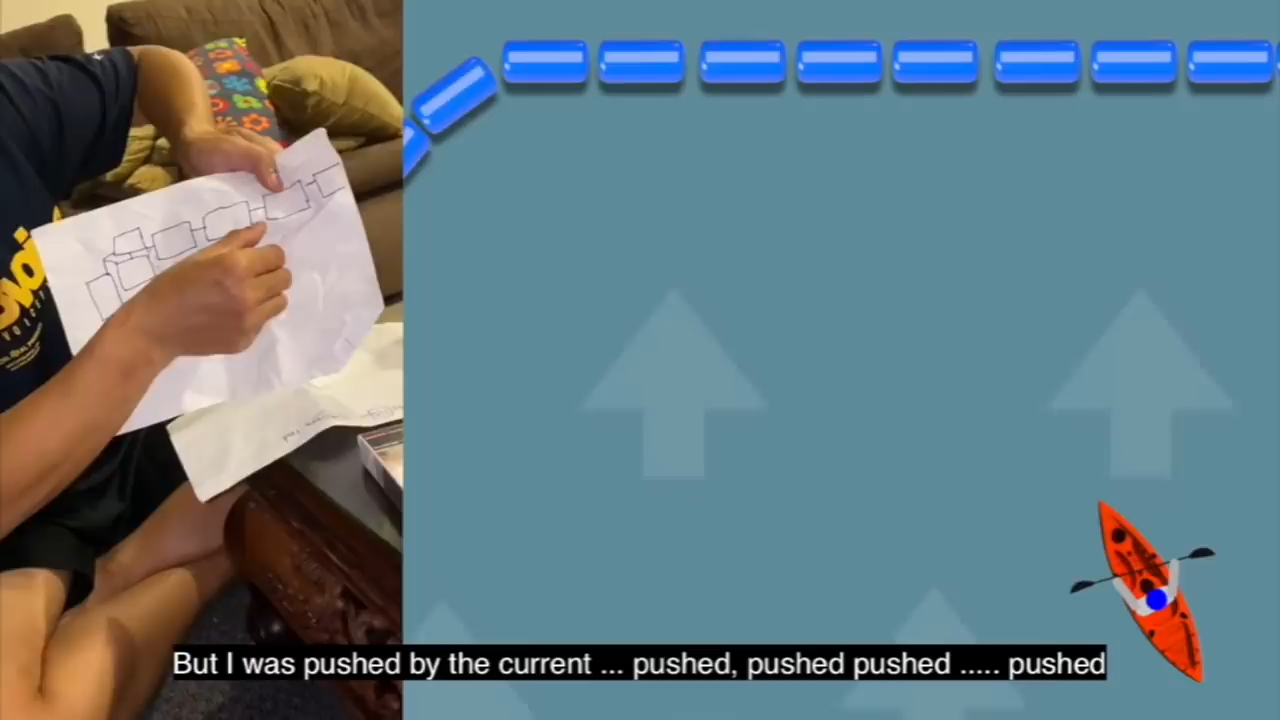 But I was pushed by the current ... pushed, pushed pushed ..... pushed